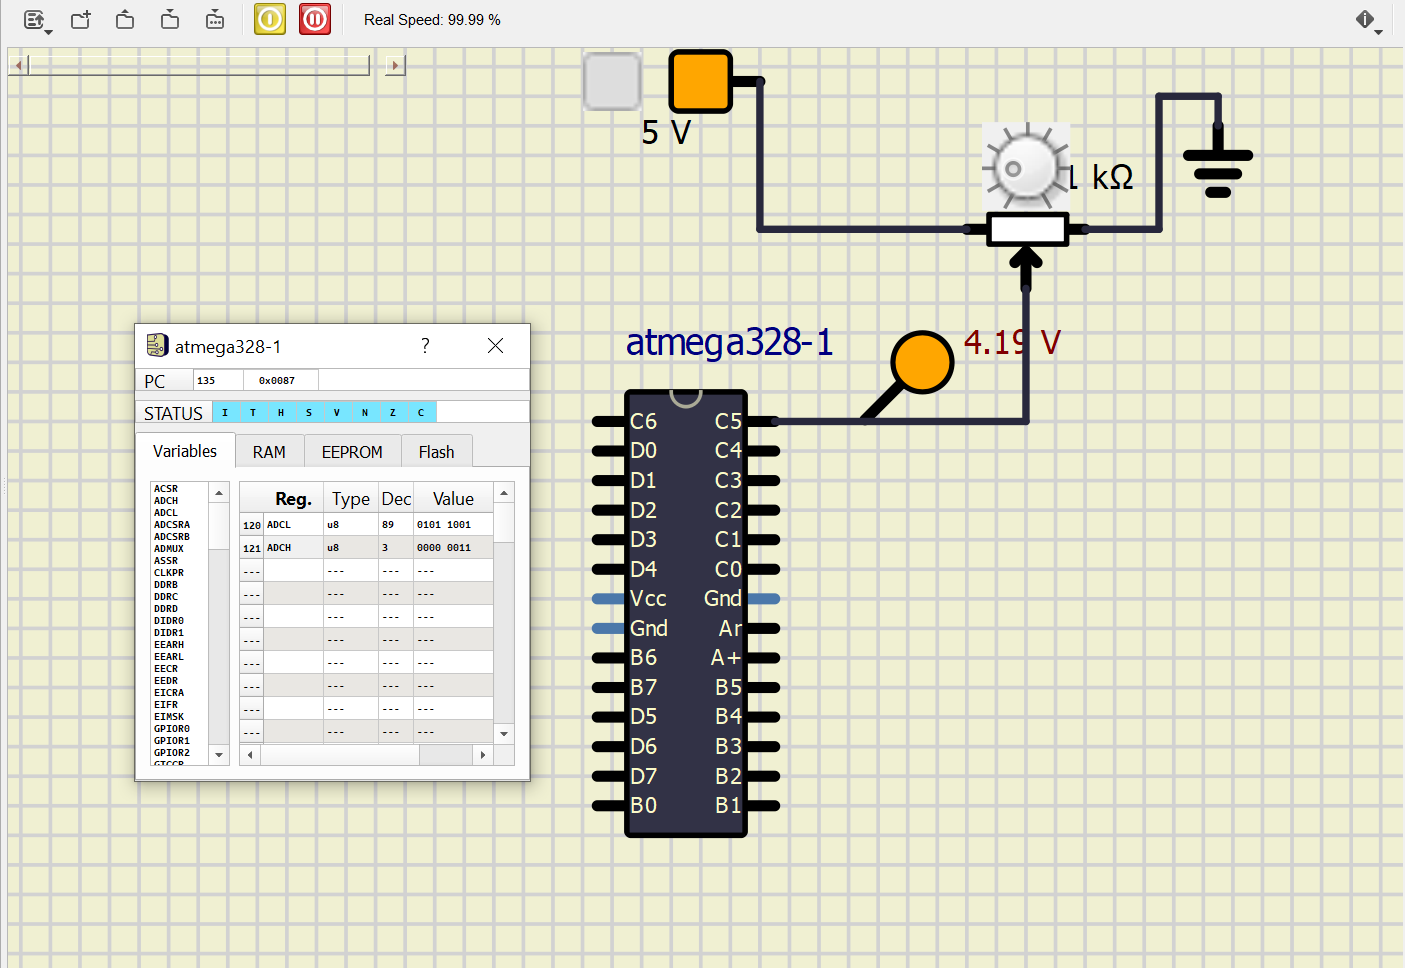 Real Speed: 99.99 %
5 V
1 kΩ
4.19 V
atmega328-1
C6 C5
D0 C4
D1 C3
D2 C2
D3 C1
D4 C0
Vcc Gnd
Gnd Ar
B6 A+
B7 B5
D5 B4
D6 B3
D7 B2
B0 B1
atmega328-1 ?
PC 135 0x0087
STATUS I T H S V N Z C
Variables RAM EEPROM Flash
ACSR
ADCH
ADCL
ADCSRA
ADCSRB
ADMUX
ASSR
CLKPR
DDRB
DDRC
DDRD
DIDR0
DIDR1
EEARH
EEARL
EECR
EEDR
EICRA
EIFR
EIMSK
GPIOR0
GPIOR1
GPIOR2
GTCCR
Reg. Type Dec Value
120 ADCL u8 89 0101 1001
121 ADCH u8 3 0000 0011
--- --- --- ---
--- --- --- ---
--- --- --- ---
--- --- --- ---
--- --- --- ---
--- --- --- ---
--- --- --- ---
--- --- --- ---